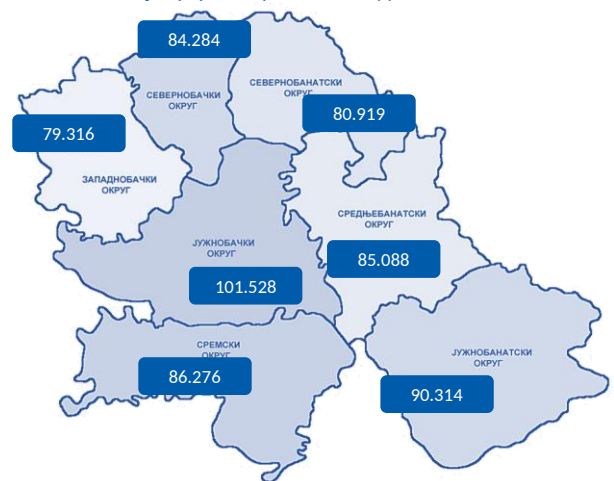 84.284
СЕВЕРНОБАЧКИ
ОКРУГ
СЕВЕРНОБАНАТСКИ
ОКРУГ
80.919
79.316
ЗАПАДНОБАЧКИ
ОКРУГ
СРЕДЊЕБАНАТСКИ
ОКРУГ
85.088
ЈУЖНОБАЧКИ
ОКРУГ
101.528
СРЕМСКИ
ОКРУГ
86.276
ЈУЖНОБАНАТСКИ
ОКРУГ
90.314